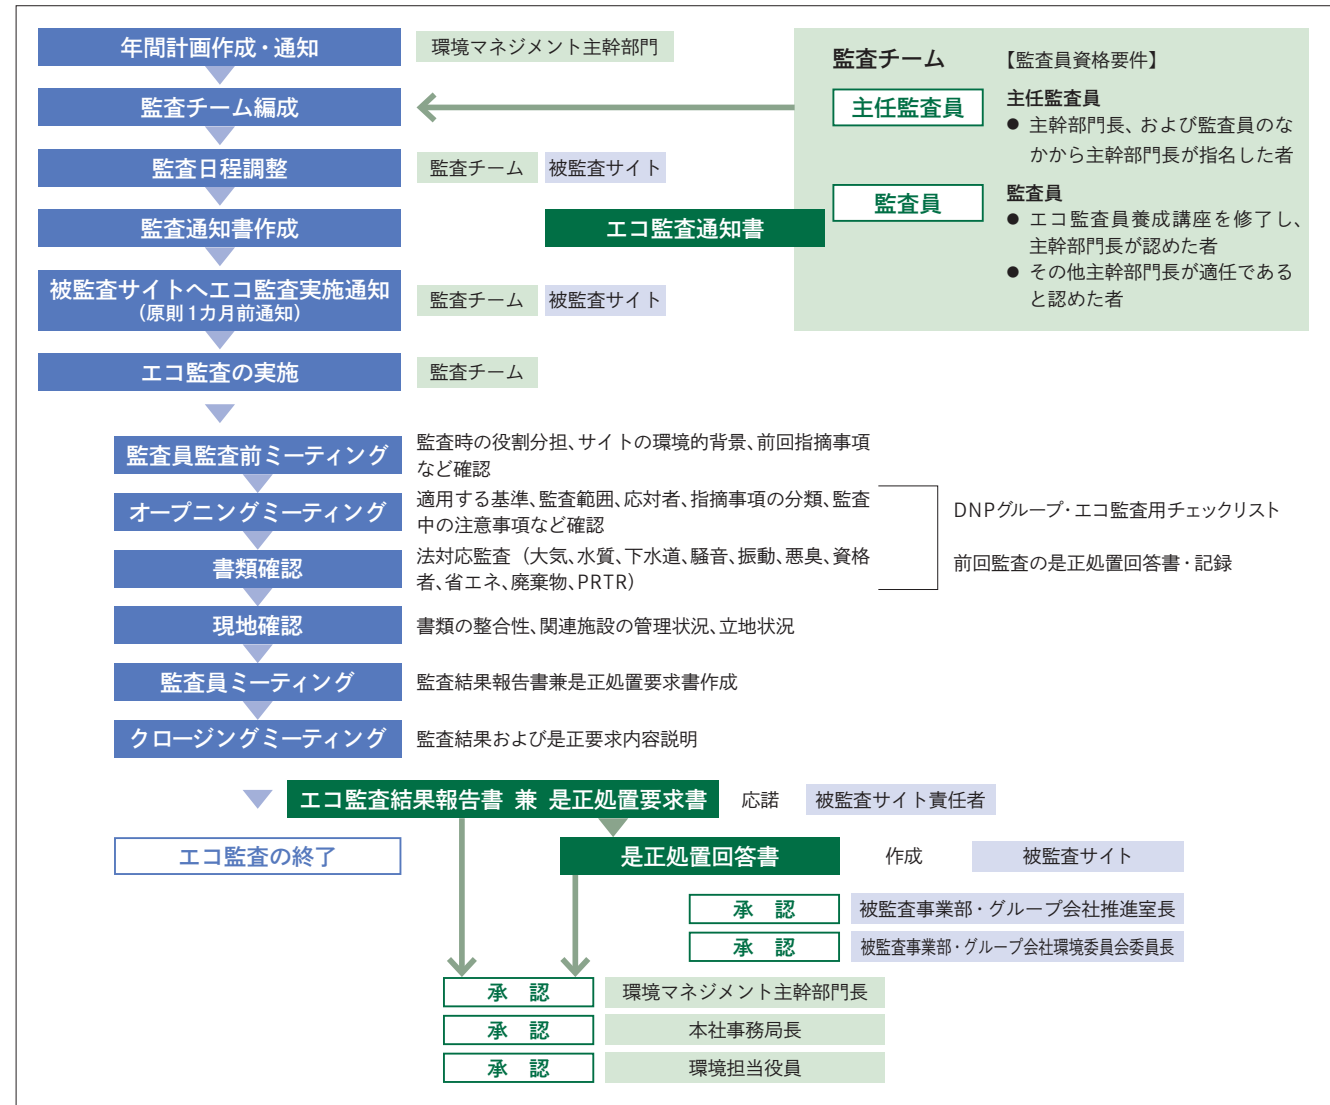 年間計画作成・通知
環境マネジメント主幹部門
監査チーム編成
監査日程調整
監査チーム
被監査サイト
監査通知書作成
エコ監査通知書
被監査サイトへエコ監査実施通知
（原則1カ月前通知）
監査チーム
被監査サイト
エコ監査の実施
監査チーム
監査チーム
【監査員資格要件】
主任監査員
主任監査員
● 主幹部門長、および監査員のな
かから主幹部門長が指名した者
監査員
監査員
● エコ監査員養成講座を修了し、
主幹部門長が認めた者
● その他主幹部門長が適任である
と認めた者
監査員監査前ミーティング
監査時の役割分担、サイトの環境的背景、前回指摘事項
など確認
オープニングミーティング
適用する基準、監査範囲、応対者、指摘事項の分類、監査
中の注意事項など確認
書類確認
法対応監査（大気、水質、下水道、騒音、振動、悪臭、資格
者、省エネ、廃棄物、PRTR）
DNPグループ・エコ監査用チェックリスト
前回監査の是正処置回答書・記録
現地確認
書類の整合性、関連施設の管理状況、立地状況
監査員ミーティング
監査結果報告書兼是正処置要求書作成
クロージングミーティング
監査結果および是正要求内容説明
エコ監査結果報告書 兼 是正処置要求書
応諾
被監査サイト責任者
エコ監査の終了
是正処置回答書
作成
被監査サイト
承 認
被監査事業部・グループ会社推進室長
承 認
被監査事業部・グループ会社環境委員会委員長
承 認
環境マネジメント主幹部門長
承 認
本社事務局長
承 認
環境担当役員